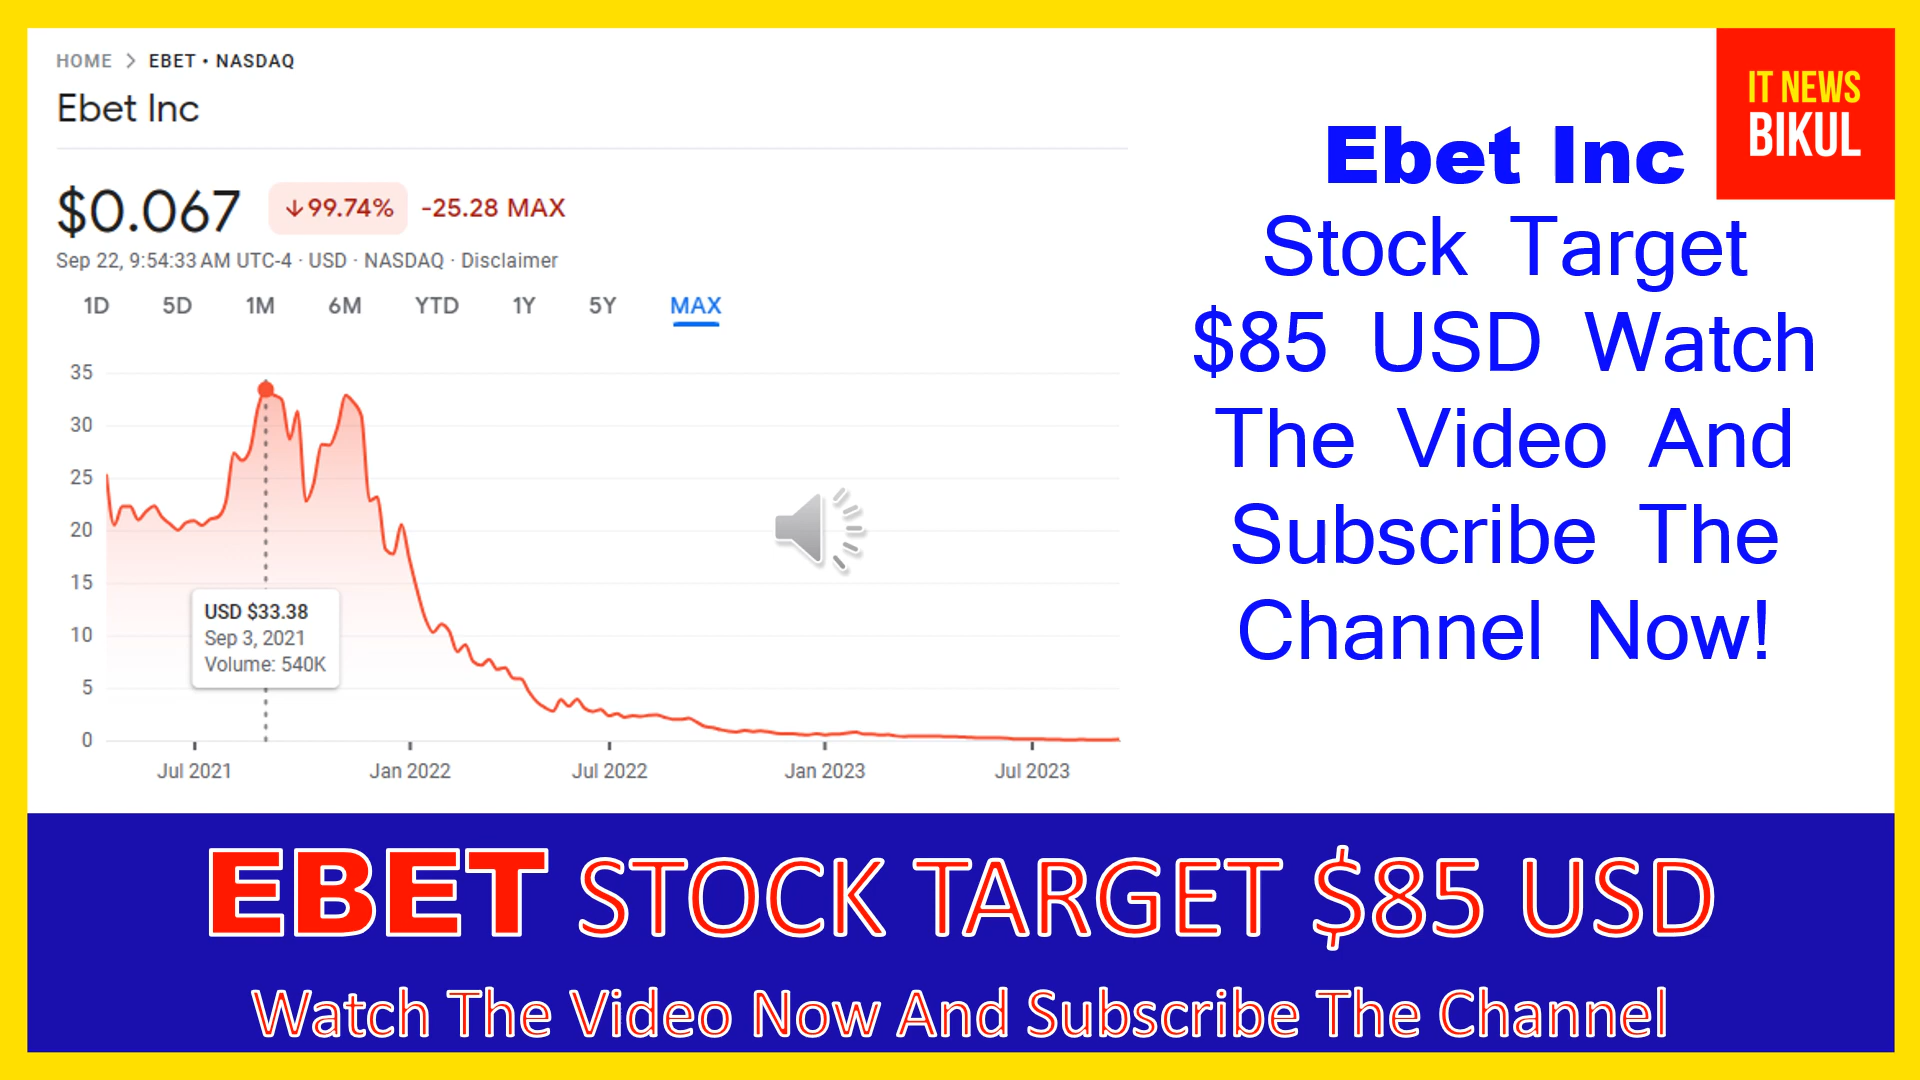 HOME > EBET • NASDAQ
Ebet Inc
$0.067 ↓99.74% -25.28 MAX
Sep 22, 9:54:33 AM UTC-4 · USD · NASDAQ · Disclaimer
1D 5D 1M 6M YTD 1Y 5Y MAX
35
30
25
20
15
10
5
0
USD $33.38
Sep 3, 2021
Volume: 540K
Jul 2021 Jan 2022 Jul 2022 Jan 2023 Jul 2023
IT NEWS
BIKUL
Ebet Inc
Stock Target
$85 USD Watch
The Video And
Subscribe The
Channel Now!
EBET STOCK TARGET $85 USD
Watch The Video Now And Subscribe The Channel